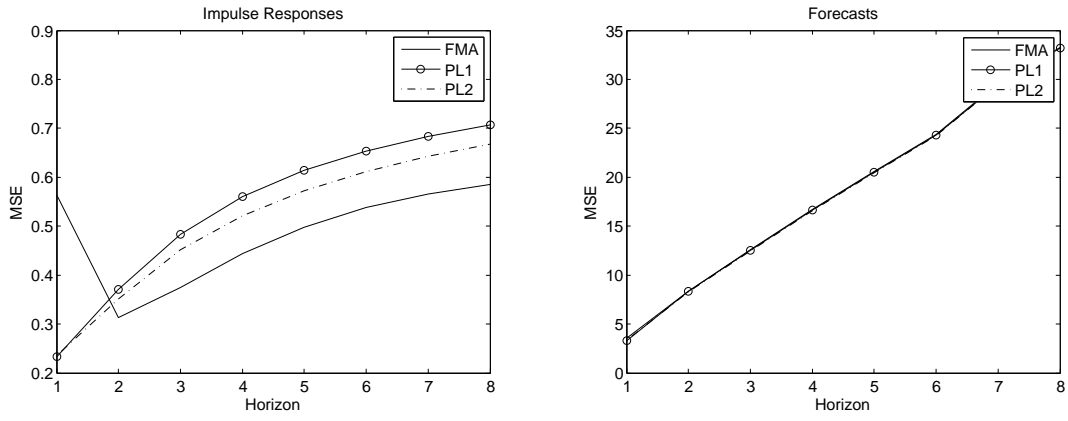 Impulse Responses
0.9
0.8
0.7
0.6
0.5
0.4
0.3
0.2
MSE
1 2 3 4 5 6 7 8
Horizon
FMA
PL1
PL2
Forecasts
35
30
25
20
15
10
5
0
MSE
1 2 3 4 5 6 7 8
Horizon
FMA
PL1
PL2